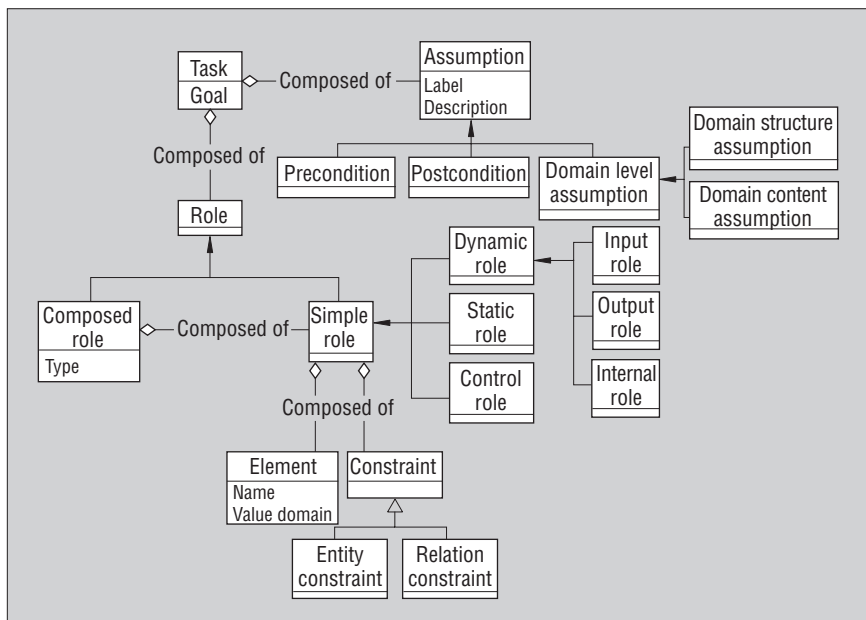 Task
Goal
Composed of
Assumption
Label
Description
Composed of
Precondition
Postcondition
Domain level
assumption
Domain structure
assumption
Domain content
assumption
Role
Dynamic
role
Input
role
Composed
role
Type
Composed of
Simple
role
Static
role
Output
role
Control
role
Internal
role
Composed of
Element
Name
Value domain
Constraint
Entity
constraint
Relation
constraint